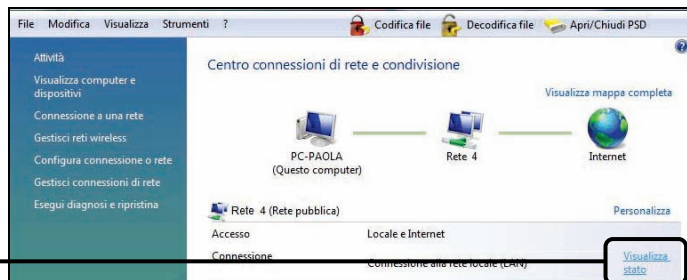 File Modifica Visualizza Strumenti ? Codifica file Decodifica file Apri/Chiudi PSD
Attività
Visualizza computer e
dispositivi
Connessione a una rete
Gestisci reti wireless
Configura connessione o rete
Gestisci connessioni di rete
Esegui diagnosi e ripristina
Centro connessioni di rete e condivisione
Visualizza mappa completa
PC-PAOLA
(Questo computer)
Rete 4
Internet
Rete 4 (Rete pubblica) Personalizza
Accesso Locale e Internet
Connessione Connessione alla rete locale (LAN) Visualizza
stato